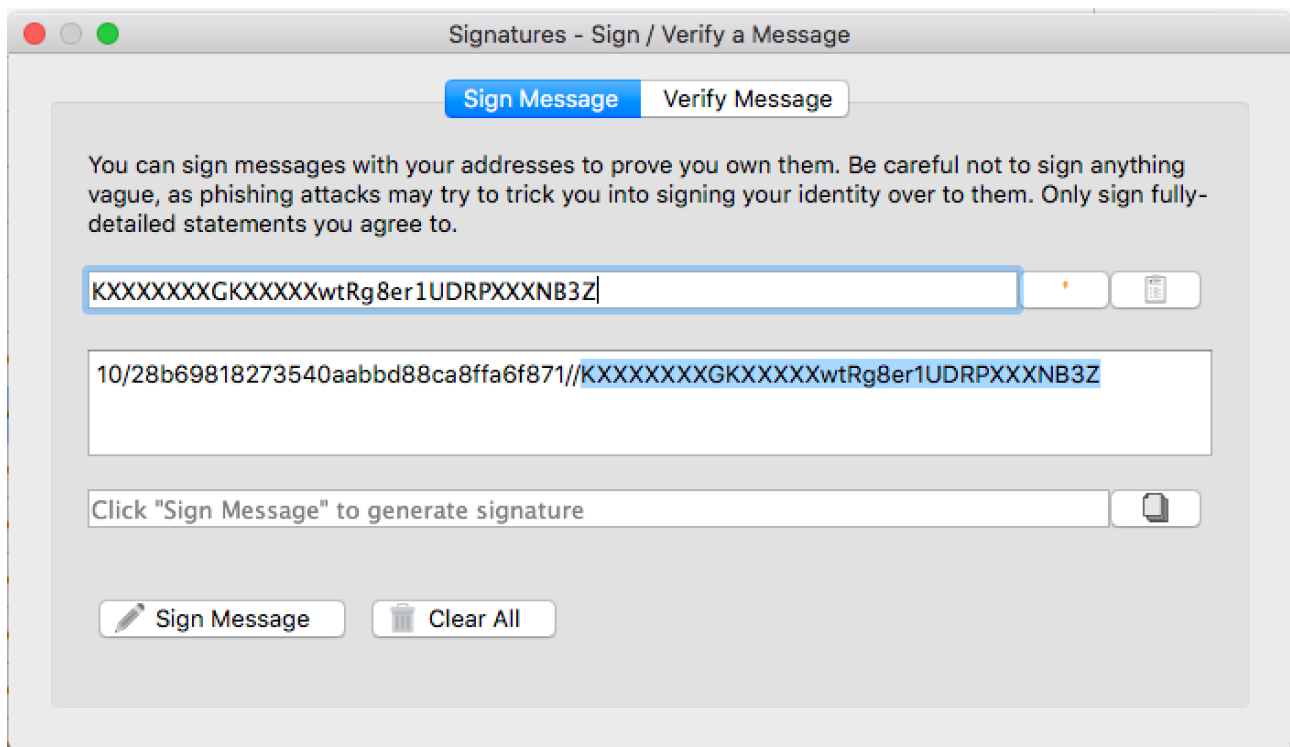 Signatures - Sign / Verify a Message
Sign Message
Verify Message
You can sign messages with your addresses to prove you own them. Be careful not to sign anything
vague, as phishing attacks may try to trick you into signing your identity over to them. Only sign fully-
detailed statements you agree to.
KXXXXXXXGKXXXXXwtRg8er1UDRPXXXNB3Z
10/28b69818273540aabbd88ca8ffa6f871//KXXXXXXXGKXXXXXwtRg8er1UDRPXXXNB3Z
Click "Sign Message" to generate signature
Sign Message
Clear All